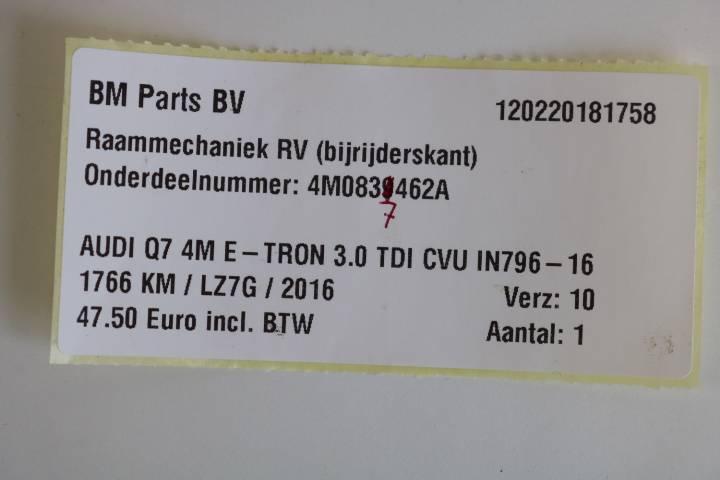 BM Parts BV 120220181758
Raammechaniek RV (bijrijderskant)
Onderdeelnummer: 4M0839462A
7
AUDI Q7 4M E-TRON 3.0 TDI CVU IN796-16
1766 KM / LZ7G / 2016 Verz: 10
47.50 Euro incl. BTW Aantal: 1